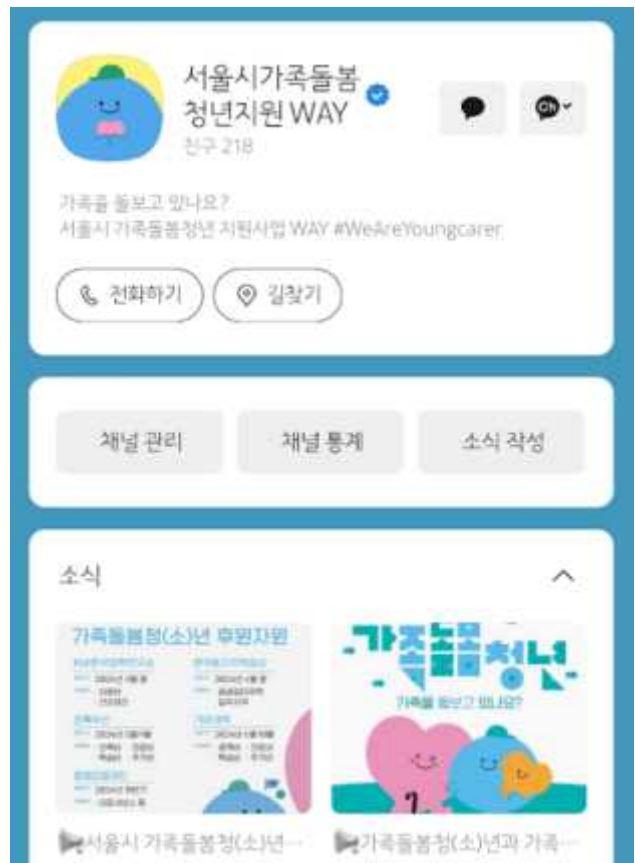 서울시가족돌봄
청년지원 WAY
친구 218
Ch
가족을 돌보고 있나요?
서울시 가족돌봄청년 지원사업 WAY #WeAreYoungcarer
전화하기
길찾기
채널 관리
채널 통계
소식 작성
소식
가족돌봄청(소)년 후원자원
가족돌봄청년
가족을 돌보고 있나요?
서울시 가족돌봄청(소)년…
가족돌봄청(소)년과 가족…